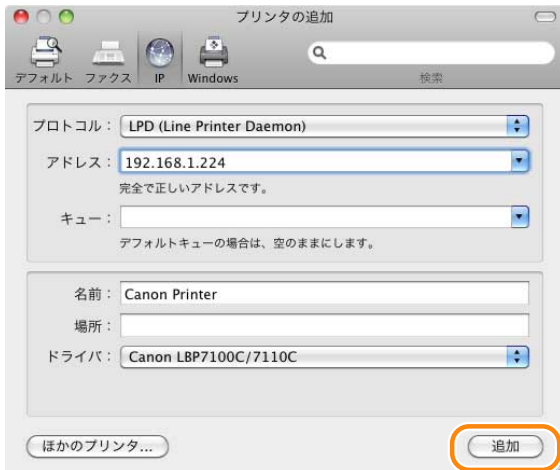 プリンタの追加
デフォルト ファクス IP Windows 検索
プロトコル： LPD (Line Printer Daemon)
アドレス： 192.168.1.224
完全で正しいアドレスです。
キュー：
デフォルトキューの場合は、空のままにします。
名前： Canon Printer
場所：
ドライバ： Canon LBP7100C/7110C
ほかのプリンタ... 追加